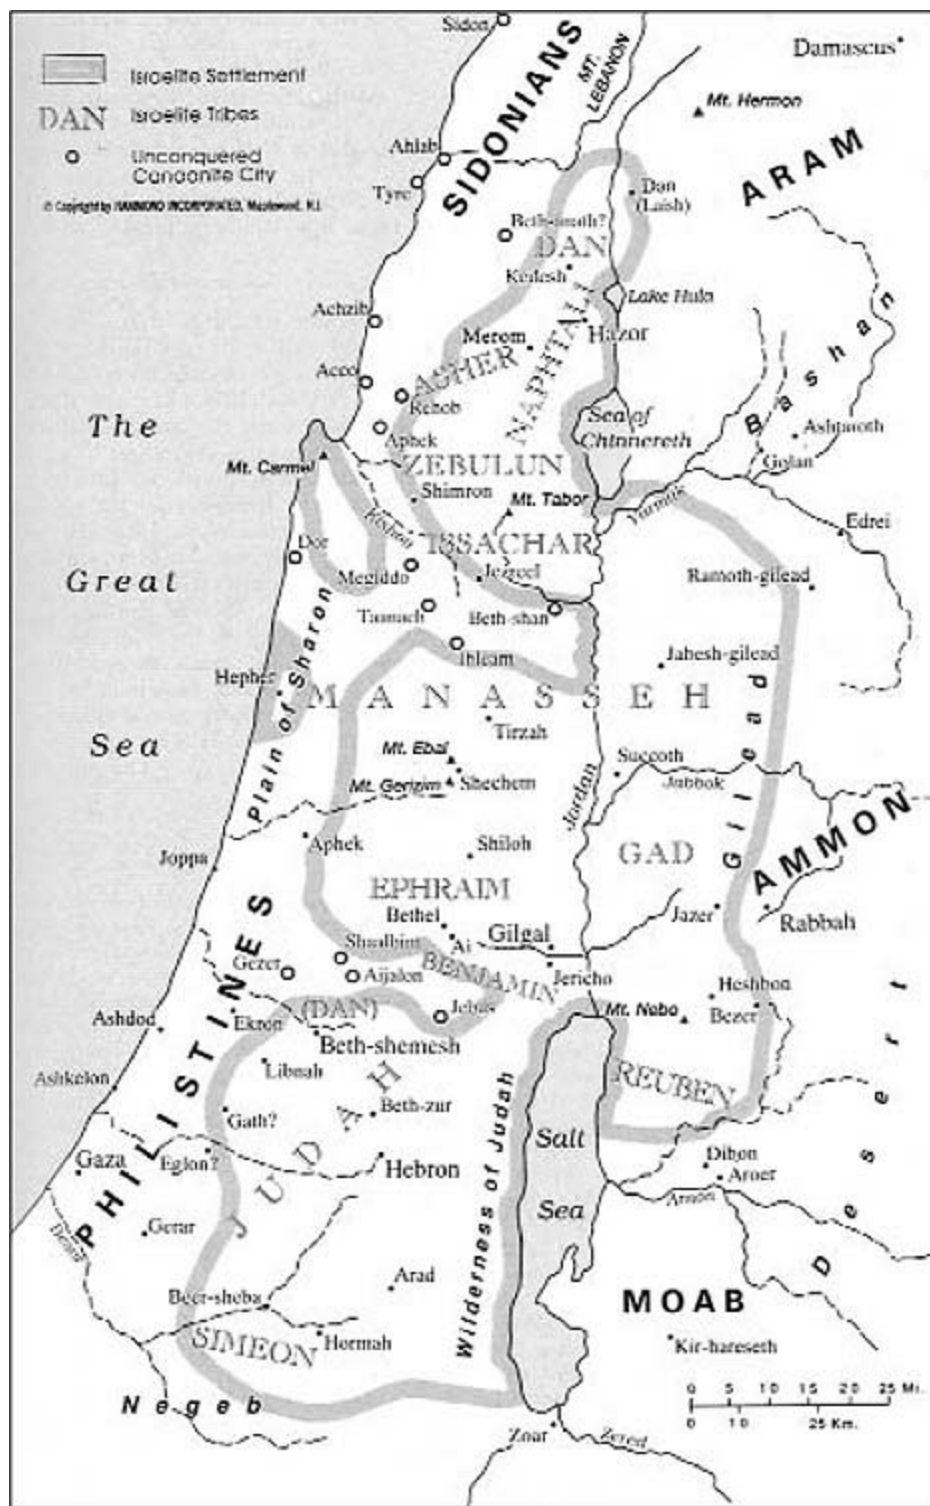 Israelite Settlement
DAN Israelite Tribes
Unconquered
Canaanite City
© Copyright by HAMMOND INCORPORATED, Maplewood, N.J.
Sidon
SIDONIANS
MT.
LEBANON
Damascus
Mt. Hermon
ARAM
Ahlab
Tyre
Dan
(Laish)
Beth-anath?
DAN
Kedesh
Lake Hula
Achzib
Merom
Hazor
NAPHTALI
ASHER
Bashan
Acco
Rehob
Sea of
Chinnereth
Ashtaroth
Aphek
Golan
The
Great
Sea
Mt. Carmel
ZEBULUN
Shimron
Mt. Tabor
Yarmuk
Edrei
Kishon
ISSACHAR
Dor
Megiddo
Jezreel
Ramoth-gilead
Taanach
Beth-shan
Ibleam
Jabesh-gilead
Hepher
Plain of Sharon
MANASSEH
Tirzah
Gilead
Mt. Ebal
Mt. Gerizim
Shechem
Succoth
Jabbok
Jordan
Joppa
Aphek
Shiloh
GAD
AMMON
EPHRAIM
Bethel
Ai
Gilgal
Jazer
Rabbah
Shaalbim
Gezer
Aijalon
BENJAMIN
Jericho
Heshbon
PHILISTINES
(DAN)
Jebus
Mt. Nebo
Bezer
Ashdod
Ekron
Beth-shemesh
Libnah
REUBEN
Ashkelon
JUDAH
Beth-zur
Gath?
Wilderness of Judah
Salt
Sea
Desert
Gaza
Eglon?
Hebron
Dibon
Aroer
Arnon
Gerar
Besor
Arad
Beer-sheba
MOAB
SIMEON
Hormah
Kir-hareseth
Negeb
0 5 10 15 20 25 Mi.
0 10 25 Km.
Zoar
Zered